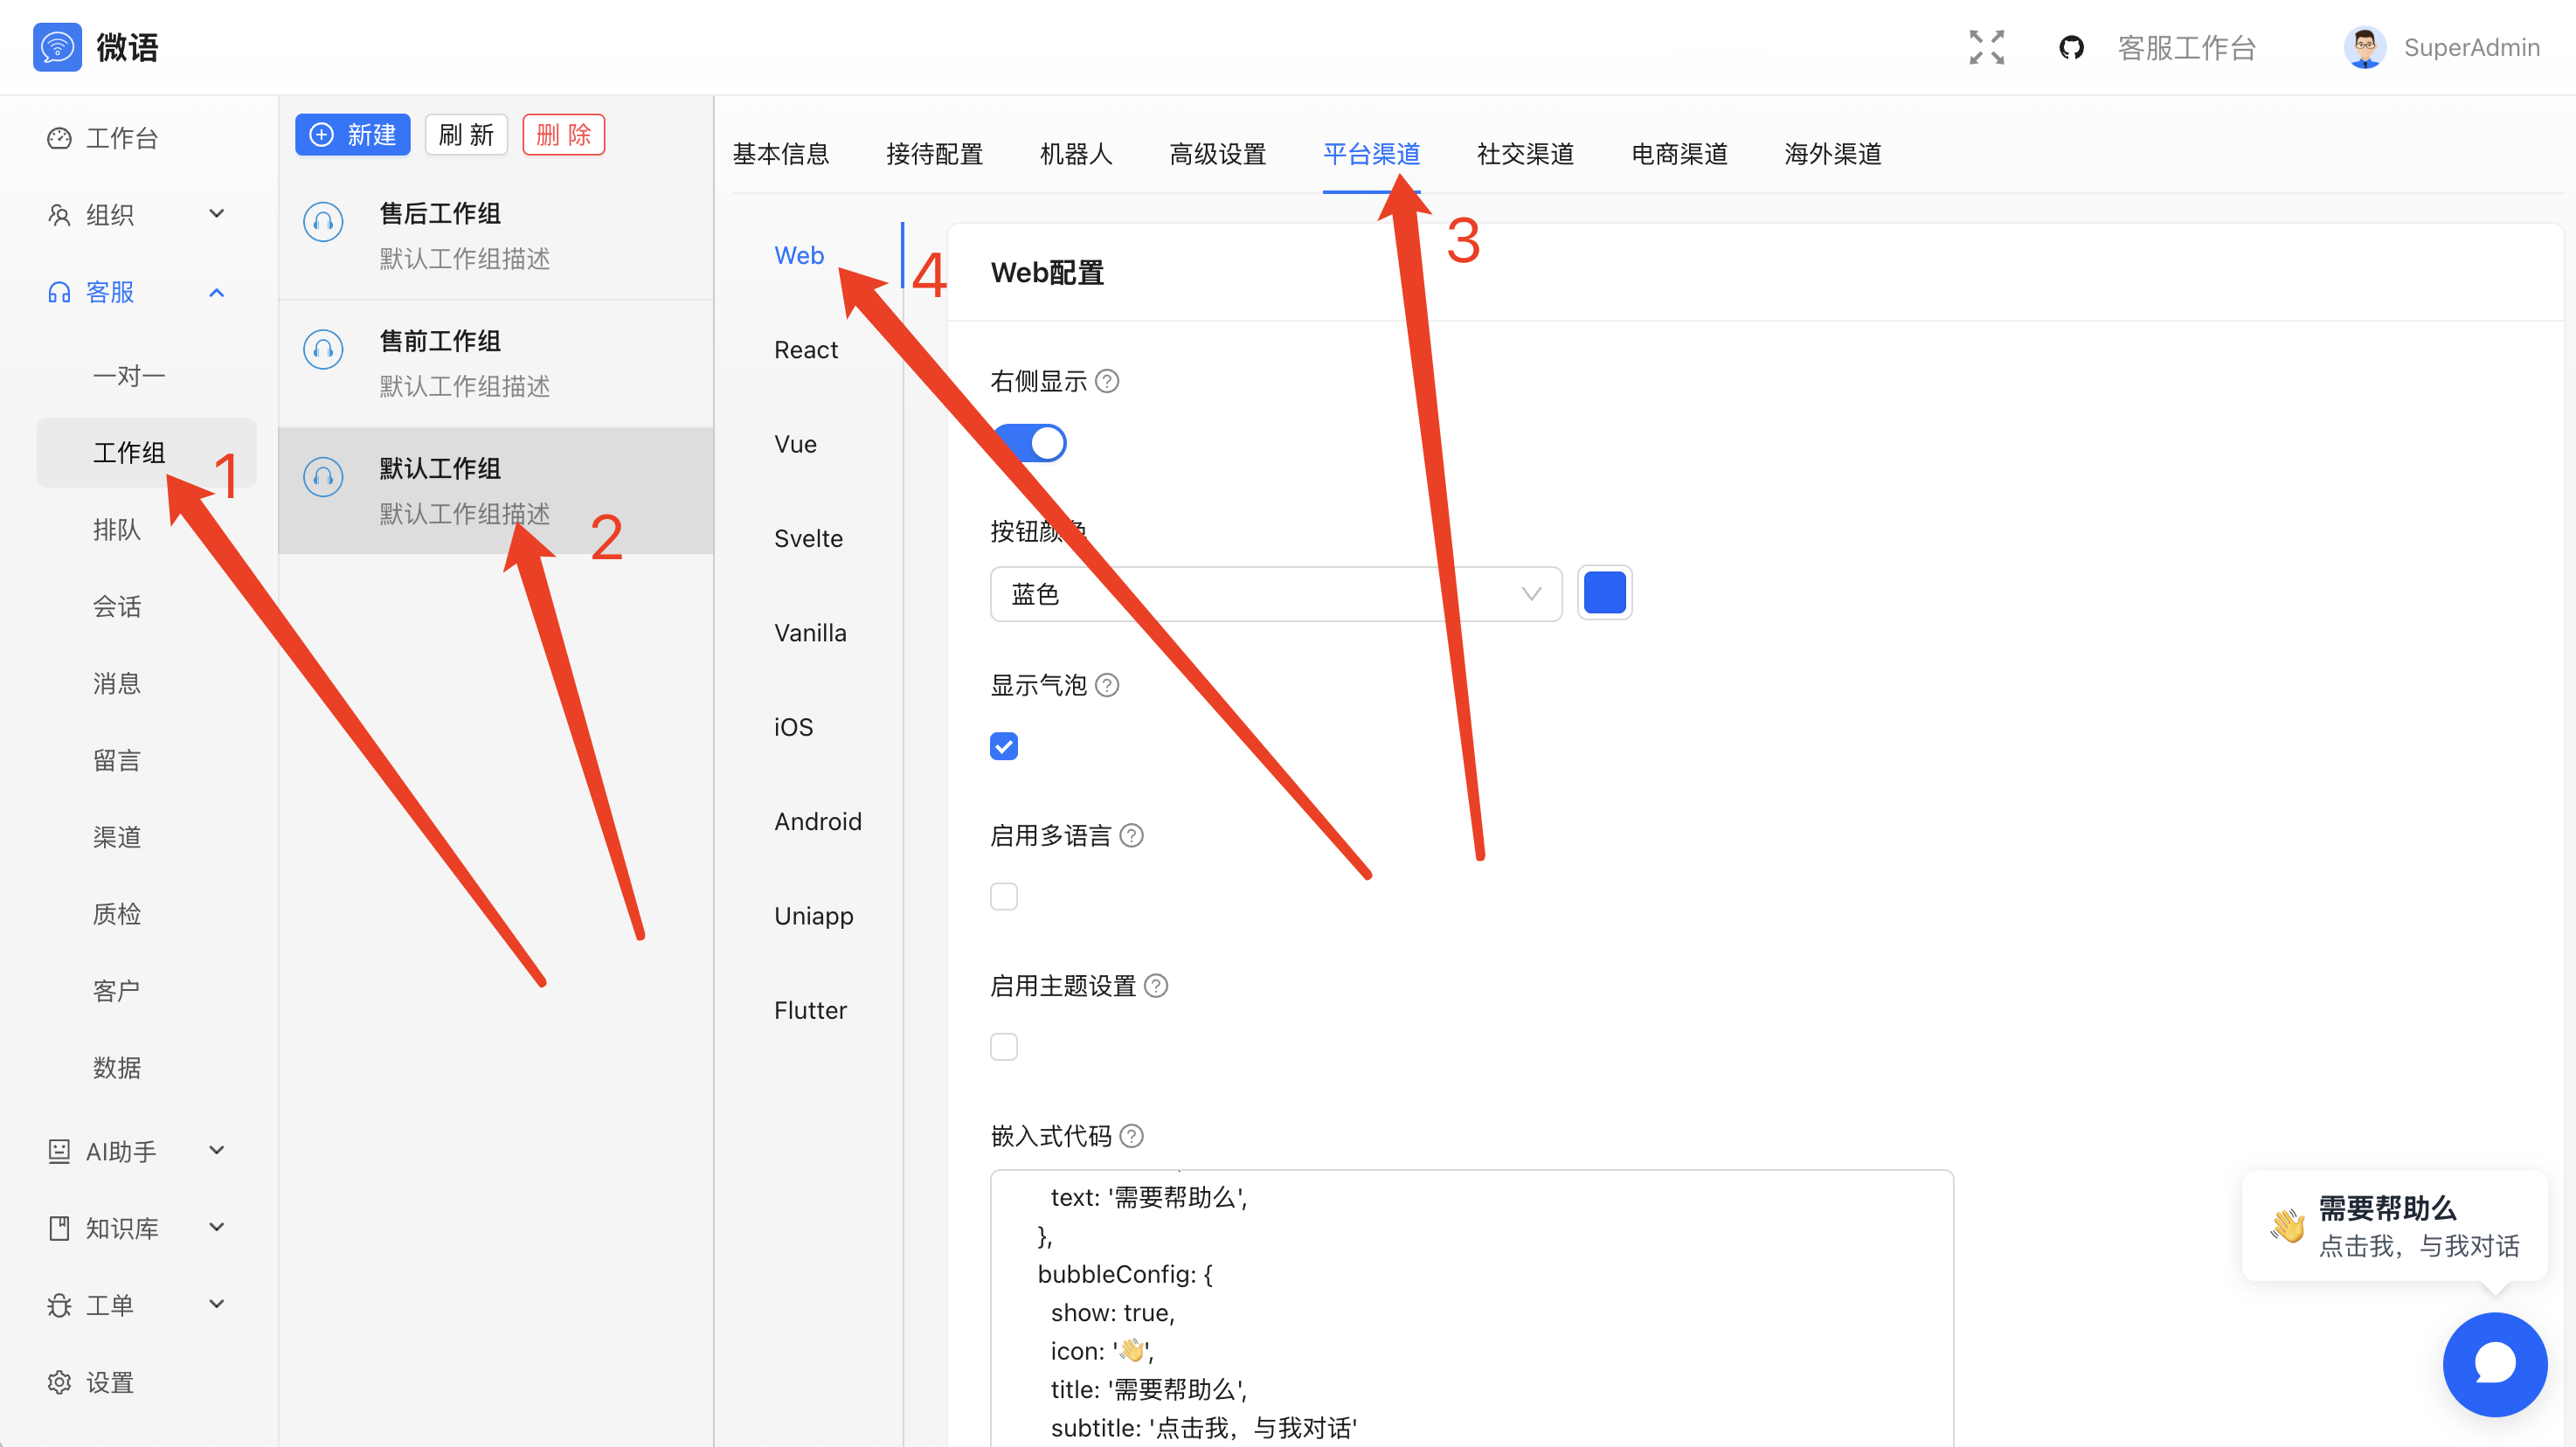 微语
客服工作台
SuperAdmin
工作台
组织
客服
一对一
工作组
1
排队
会话
消息
留言
渠道
质检
客户
数据
AI助手
知识库
工单
设置
新建
刷 新
删 除
售后工作组
默认工作组描述
售前工作组
默认工作组描述
默认工作组
默认工作组描述
2
基本信息
接待配置
机器人
高级设置
平台渠道
社交渠道
电商渠道
海外渠道
3
Web
4
React
Vue
Svelte
Vanilla
iOS
Android
Uniapp
Flutter
Web配置
右侧显示
按钮颜色
蓝色
显示气泡
启用多语言
启用主题设置
嵌入式代码
text: '需要帮助么',
},
bubbleConfig: {
show: true,
icon: '👋',
title: '需要帮助么',
subtitle: '点击我，与我对话'
👋 需要帮助么
点击我，与我对话